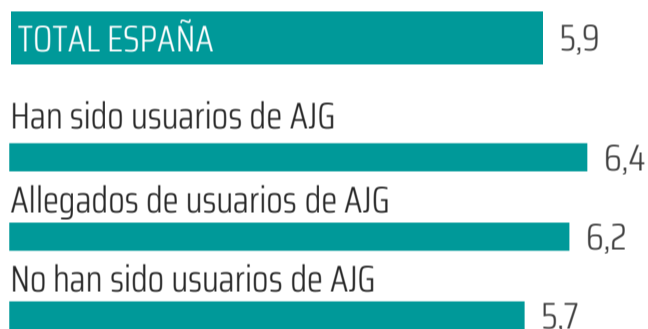 TOTAL ESPAÑA 5,9
Han sido usuarios de AJG
6,4
Allegados de usuarios de AJG
6,2
No han sido usuarios de AJG
5,7